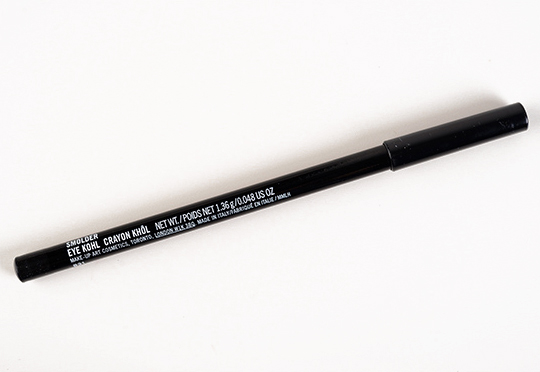 SMOLDER
EYE KOHL CRAYON KHÔL NET WT./POIDS NET 1.36 g/0.048 US OZ
MAKE-UP ART COSMETICS, TORONTO, LONDON W1K 3BG MADE IN ITALY/FABRIQUÉ EN ITALIE / MMLR